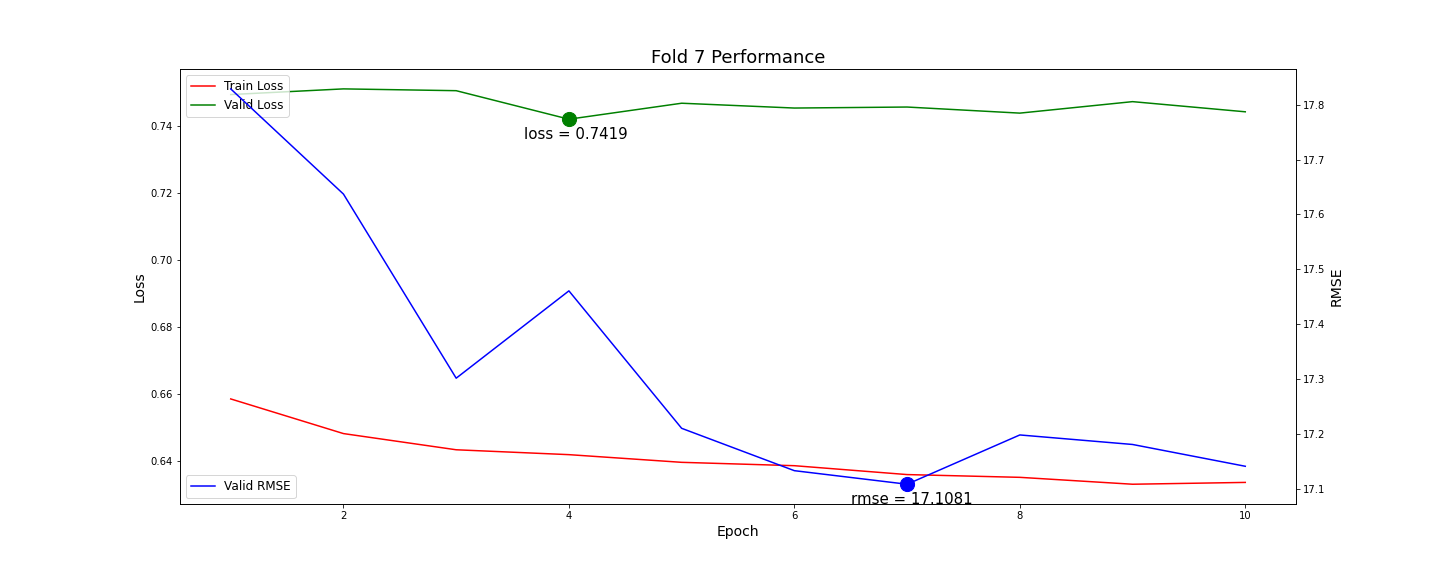 Fold 7 Performance
Train Loss
Valid Loss
loss = 0.7419
0.74
0.72
0.70
0.68
0.66
0.64
Loss
17.8
17.7
17.6
17.5
17.4
17.3
17.2
17.1
RMSE
Valid RMSE
rmse = 17.1081
2
4
6
8
10
Epoch